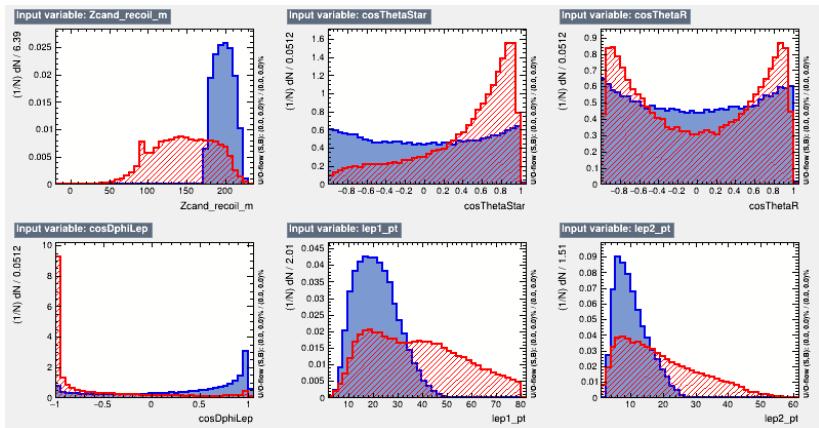 Input variable: Zcand_recoil_m
(1/N) dN / 6.39
0.025
0.02
0.015
0.01
0.005
0
0 50 100 150 200
Zcand_recoil_m
U/O-flow (S,B): (0.0, 0.0)% / (0.0, 0.0)%
Input variable: cosThetaStar
(1/N) dN / 0.0512
1.6
1.4
1.2
1
0.8
0.6
0.4
0.2
0
-0.8 -0.6 -0.4 -0.2 0 0.2 0.4 0.6 0.8 1
cosThetaStar
U/O-flow (S,B): (0.0, 0.0)% / (0.0, 0.0)%
Input variable: cosThetaR
(1/N) dN / 0.0512
0.9
0.8
0.7
0.6
0.5
0.4
0.3
0.2
0.1
0
-0.8 -0.6 -0.4 -0.2 0 0.2 0.4 0.6 0.8 1
cosThetaR
U/O-flow (S,B): (0.0, 0.0)% / (0.0, 0.0)%
Input variable: cosDphiLep
(1/N) dN / 0.0512
10
8
6
4
2
0
-1 -0.5 0 0.5 1
cosDphiLep
U/O-flow (S,B): (0.0, 0.0)% / (0.0, 0.0)%
Input variable: lep1_pt
(1/N) dN / 2.01
0.045
0.04
0.035
0.03
0.025
0.02
0.015
0.01
0.005
0
10 20 30 40 50 60 70 80
lep1_pt
U/O-flow (S,B): (0.0, 0.0)% / (0.0, 0.0)%
Input variable: lep2_pt
(1/N) dN / 1.51
0.09
0.08
0.07
0.06
0.05
0.04
0.03
0.02
0.01
0
10 20 30 40 50 60
lep2_pt
U/O-flow (S,B): (0.0, 0.0)% / (0.0, 0.0)%